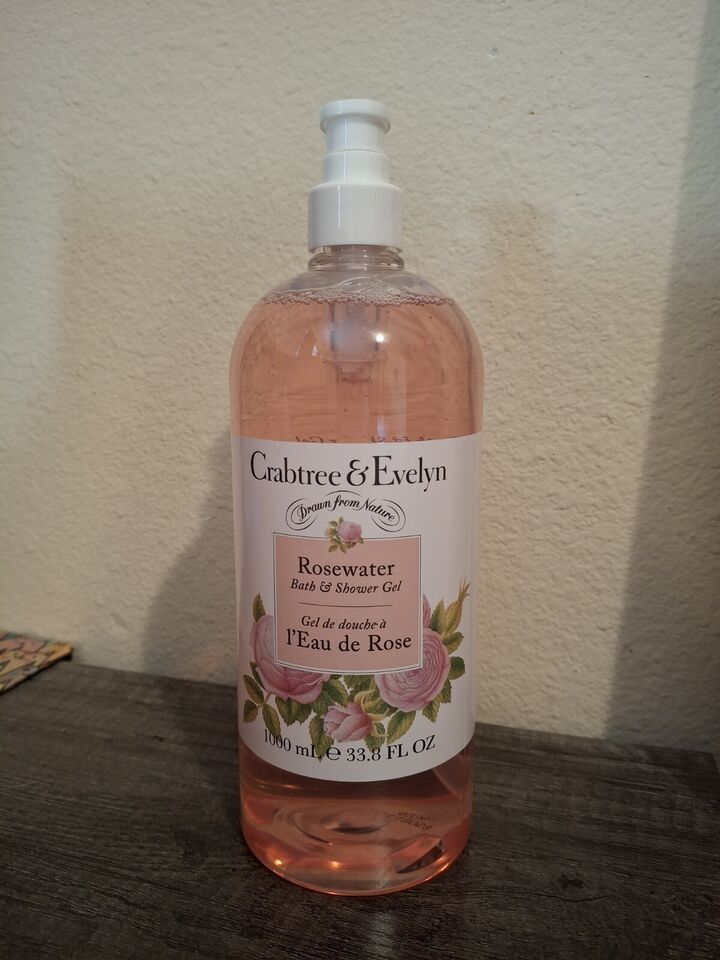 Crabtree & Evelyn
Drawn from Nature
Rosewater
Bath & Shower Gel
Gel de douche à
l'Eau de Rose
1000 mL ℮ 33.8 FL OZ